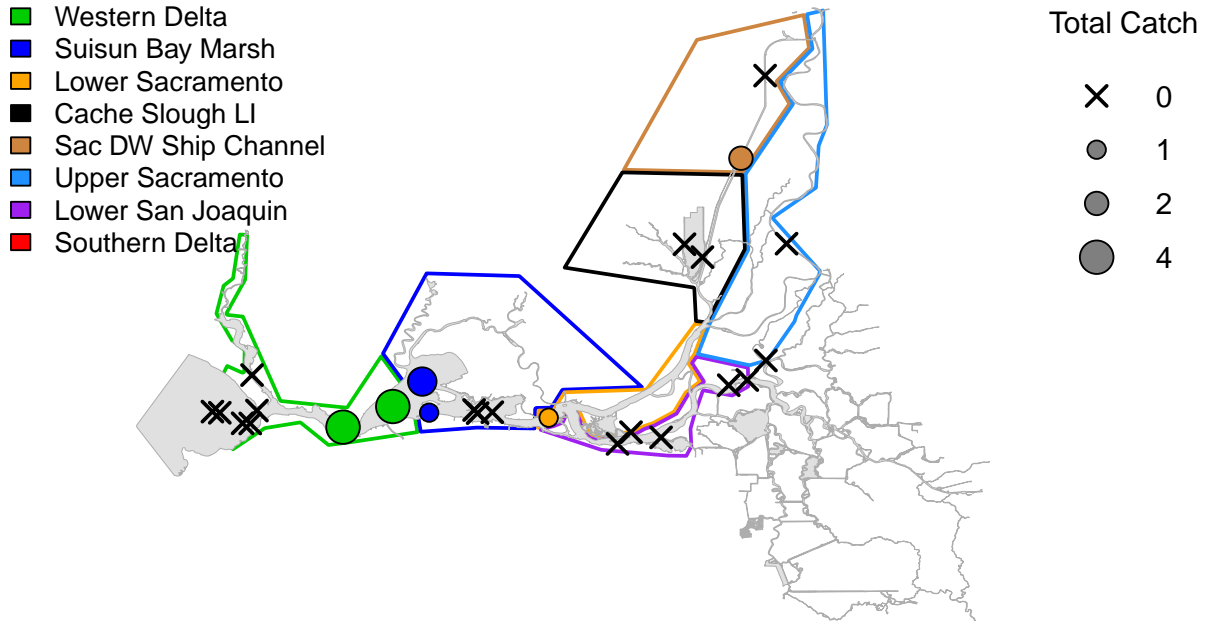 Western Delta
Suisun Bay Marsh
Lower Sacramento
Cache Slough LI
Sac DW Ship Channel
Upper Sacramento
Lower San Joaquin
Southern Delta
Total Catch
0
1
2
4